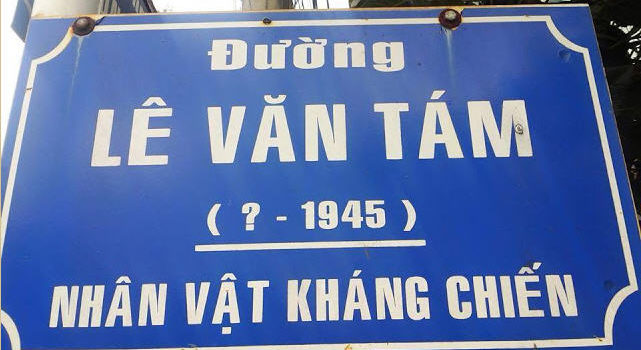 Đường
LÊ VĂN TÁM
( ? - 1945 )
NHÂN VẬT KHÁNG CHIẾN